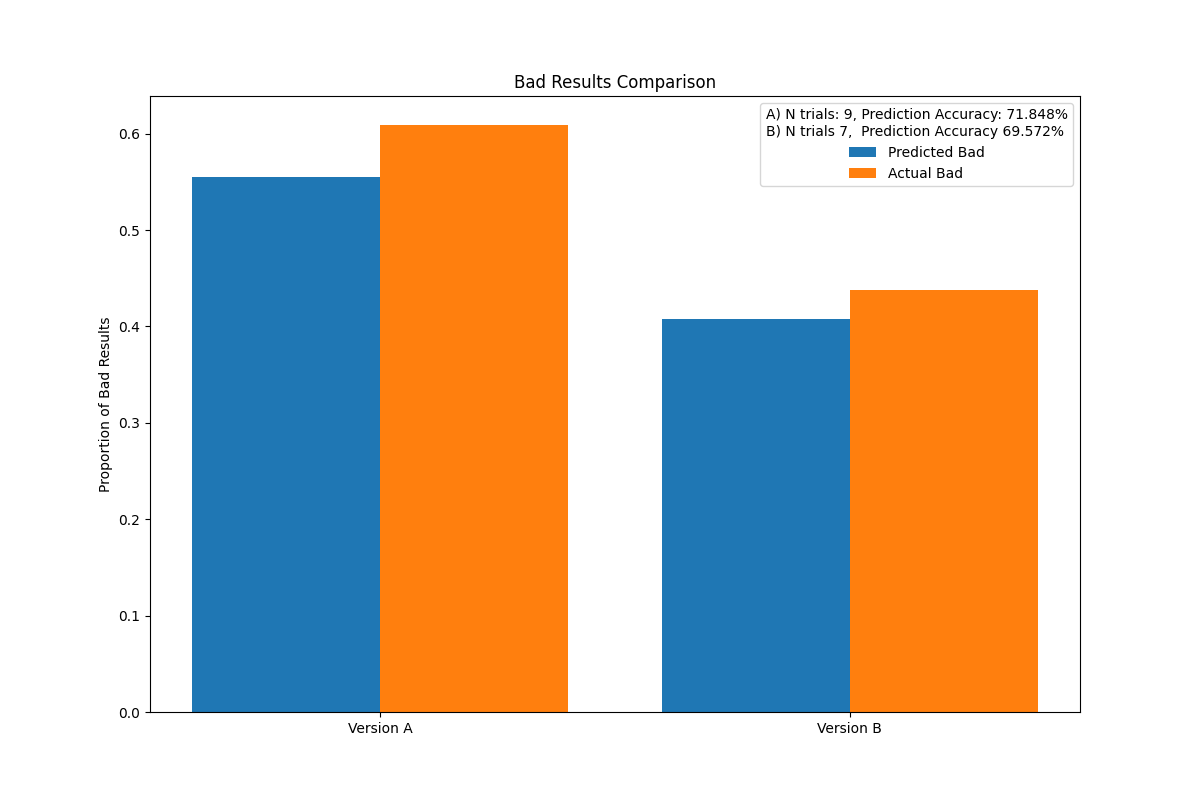 Bad Results Comparison
A) N trials: 9, Prediction Accuracy: 71.848%
B) N trials 7,  Prediction Accuracy 69.572%
Predicted Bad
Actual Bad
Proportion of Bad Results
0.6
0.5
0.4
0.3
0.2
0.1
0.0
Version A
Version B